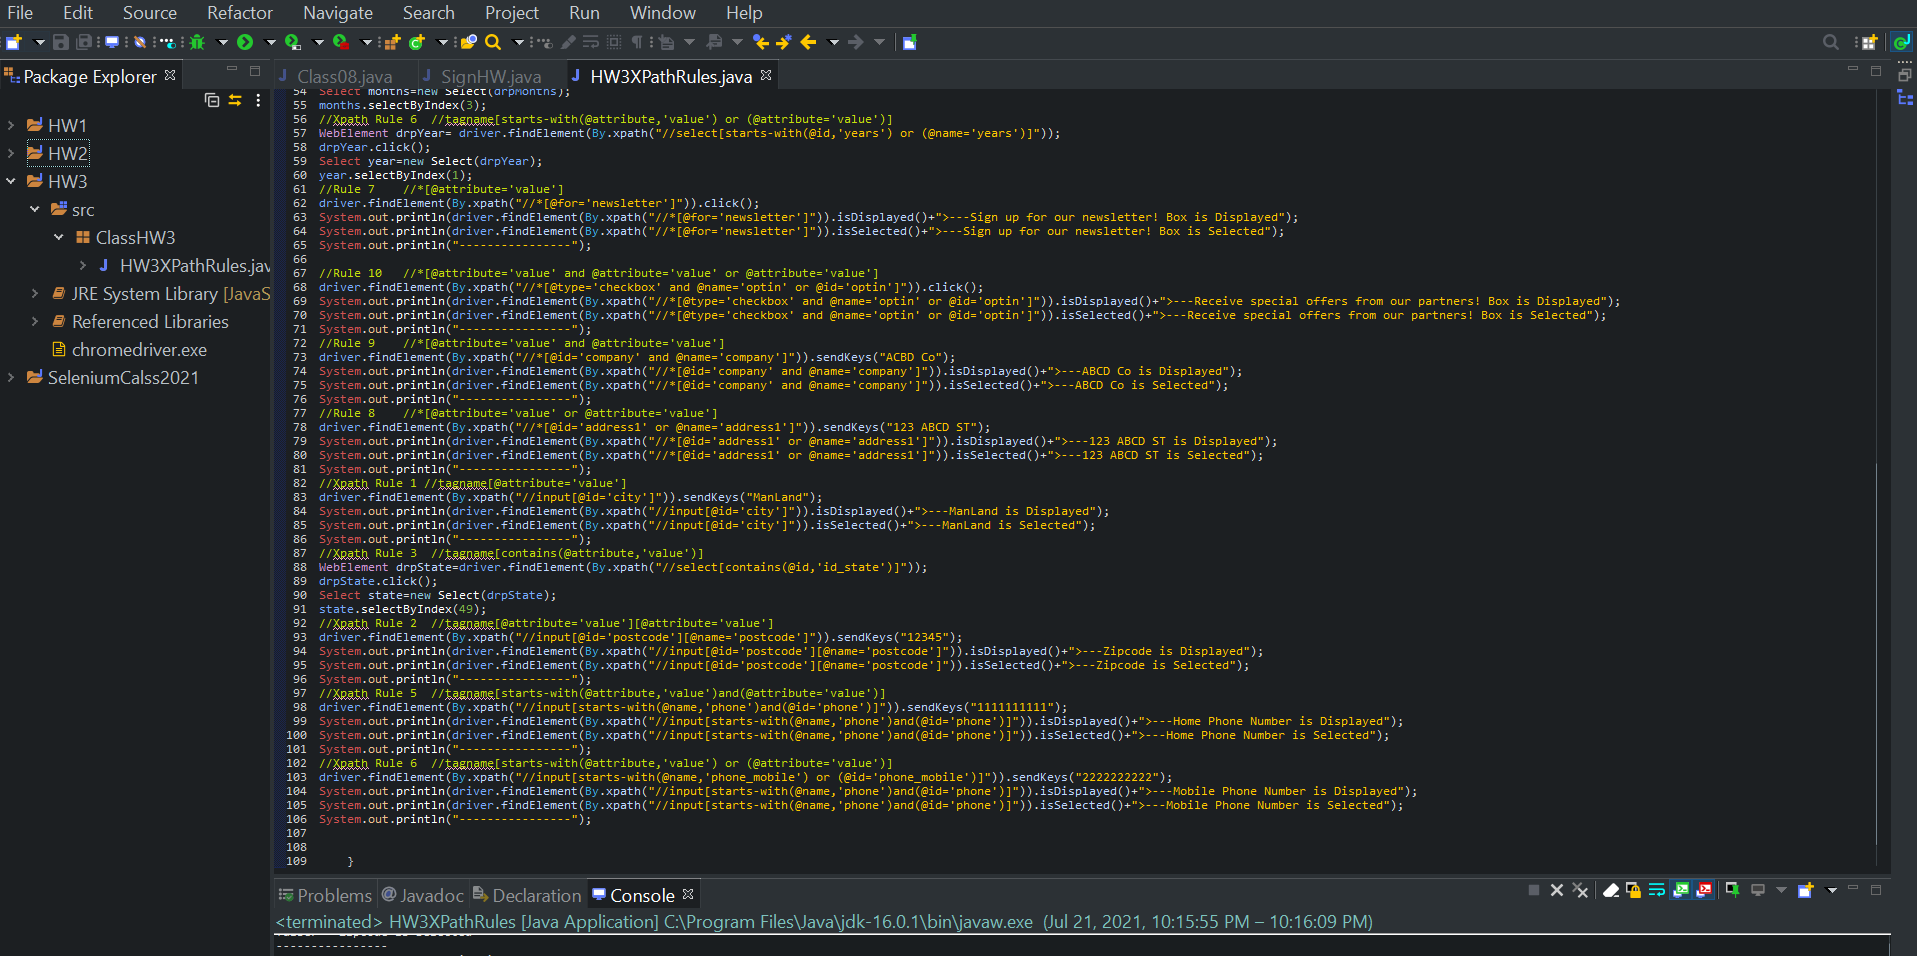 File Edit Source Refactor Navigate Search Project Run Window Help
Package Explorer
HW1
HW2
HW3
src
ClassHW3
HW3XPathRules.jav
JRE System Library [JavaS
Referenced Libraries
chromedriver.exe
SeleniumCalss2021
Class08.java SignHW.java HW3XPathRules.java
54 Select months=new Select(drpMonths);
55 months.selectByIndex(3);
56 //Xpath Rule 6  //tagname[starts-with(@attribute,'value') or (@attribute='value')]
57 WebElement drpYear= driver.findElement(By.xpath("//select[starts-with(@id,'years') or (@name='years')]"));
58 drpYear.click();
59 Select year=new Select(drpYear);
60 year.selectByIndex(1);
61 //Rule 7    //*[@attribute='value']
62 driver.findElement(By.xpath("//*[@for='newsletter']")).click();
63 System.out.println(driver.findElement(By.xpath("//*[@for='newsletter']")).isDisplayed()+">---Sign up for our newsletter! Box is Displayed");
64 System.out.println(driver.findElement(By.xpath("//*[@for='newsletter']")).isSelected()+">---Sign up for our newsletter! Box is Selected");
65 System.out.println("----------------");
66
67 //Rule 10   //*[@attribute='value' and @attribute='value' or @attribute='value']
68 driver.findElement(By.xpath("//*[@type='checkbox' and @name='optin' or @id='optin']")).click();
69 System.out.println(driver.findElement(By.xpath("//*[@type='checkbox' and @name='optin' or @id='optin']")).isDisplayed()+">---Receive special offers from our partners! Box is Displayed");
70 System.out.println(driver.findElement(By.xpath("//*[@type='checkbox' and @name='optin' or @id='optin']")).isSelected()+">---Receive special offers from our partners! Box is Selected");
71 System.out.println("----------------");
72 //Rule 9    //*[@attribute='value' and @attribute='value']
73 driver.findElement(By.xpath("//*[@id='company' and @name='company']")).sendKeys("ACBD Co");
74 System.out.println(driver.findElement(By.xpath("//*[@id='company' and @name='company']")).isDisplayed()+">---ABCD Co is Displayed");
75 System.out.println(driver.findElement(By.xpath("//*[@id='company' and @name='company']")).isSelected()+">---ABCD Co is Selected");
76 System.out.println("----------------");
77 //Rule 8    //*[@attribute='value' or @attribute='value']
78 driver.findElement(By.xpath("//*[@id='address1' or @name='address1']")).sendKeys("123 ABCD ST");
79 System.out.println(driver.findElement(By.xpath("//*[@id='address1' or @name='address1']")).isDisplayed()+">---123 ABCD ST is Displayed");
80 System.out.println(driver.findElement(By.xpath("//*[@id='address1' or @name='address1']")).isSelected()+">---123 ABCD ST is Selected");
81 System.out.println("----------------");
82 //Xpath Rule 1 //tagname[@attribute='value']
83 driver.findElement(By.xpath("//input[@id='city']")).sendKeys("ManLand");
84 System.out.println(driver.findElement(By.xpath("//input[@id='city']")).isDisplayed()+">---ManLand is Displayed");
85 System.out.println(driver.findElement(By.xpath("//input[@id='city']")).isSelected()+">---ManLand is Selected");
86 System.out.println("----------------");
87 //Xpath Rule 3  //tagname[contains(@attribute,'value')]
88 WebElement drpState=driver.findElement(By.xpath("//select[contains(@id,'id_state')]"));
89 drpState.click();
90 Select state=new Select(drpState);
91 state.selectByIndex(49);
92 //Xpath Rule 2  //tagname[@attribute='value'][@attribute='value']
93 driver.findElement(By.xpath("//input[@id='postcode'][@name='postcode']")).sendKeys("12345");
94 System.out.println(driver.findElement(By.xpath("//input[@id='postcode'][@name='postcode']")).isDisplayed()+">---Zipcode is Displayed");
95 System.out.println(driver.findElement(By.xpath("//input[@id='postcode'][@name='postcode']")).isSelected()+">---Zipcode is Selected");
96 System.out.println("----------------");
97 //Xpath Rule 5  //tagname[starts-with(@attribute,'value')and(@attribute='value')]
98 driver.findElement(By.xpath("//input[starts-with(@name,'phone')and(@id='phone')]")).sendKeys("1111111111");
99 System.out.println(driver.findElement(By.xpath("//input[starts-with(@name,'phone')and(@id='phone')]")).isDisplayed()+">---Home Phone Number is Displayed");
100 System.out.println(driver.findElement(By.xpath("//input[starts-with(@name,'phone')and(@id='phone')]")).isSelected()+">---Home Phone Number is Selected");
101 System.out.println("----------------");
102 //Xpath Rule 6  //tagname[starts-with(@attribute,'value') or (@attribute='value')]
103 driver.findElement(By.xpath("//input[starts-with(@name,'phone_mobile') or (@id='phone_mobile')]")).sendKeys("2222222222");
104 System.out.println(driver.findElement(By.xpath("//input[starts-with(@name,'phone')and(@id='phone')]")).isDisplayed()+">---Mobile Phone Number is Displayed");
105 System.out.println(driver.findElement(By.xpath("//input[starts-with(@name,'phone')and(@id='phone')]")).isSelected()+">---Mobile Phone Number is Selected");
106 System.out.println("----------------");
107
108
109     }
Problems Javadoc Declaration Console
<terminated> HW3XPathRules [Java Application] C:\Program Files\Java\jdk-16.0.1\bin\javaw.exe  (Jul 21, 2021, 10:15:55 PM – 10:16:09 PM)
----------------